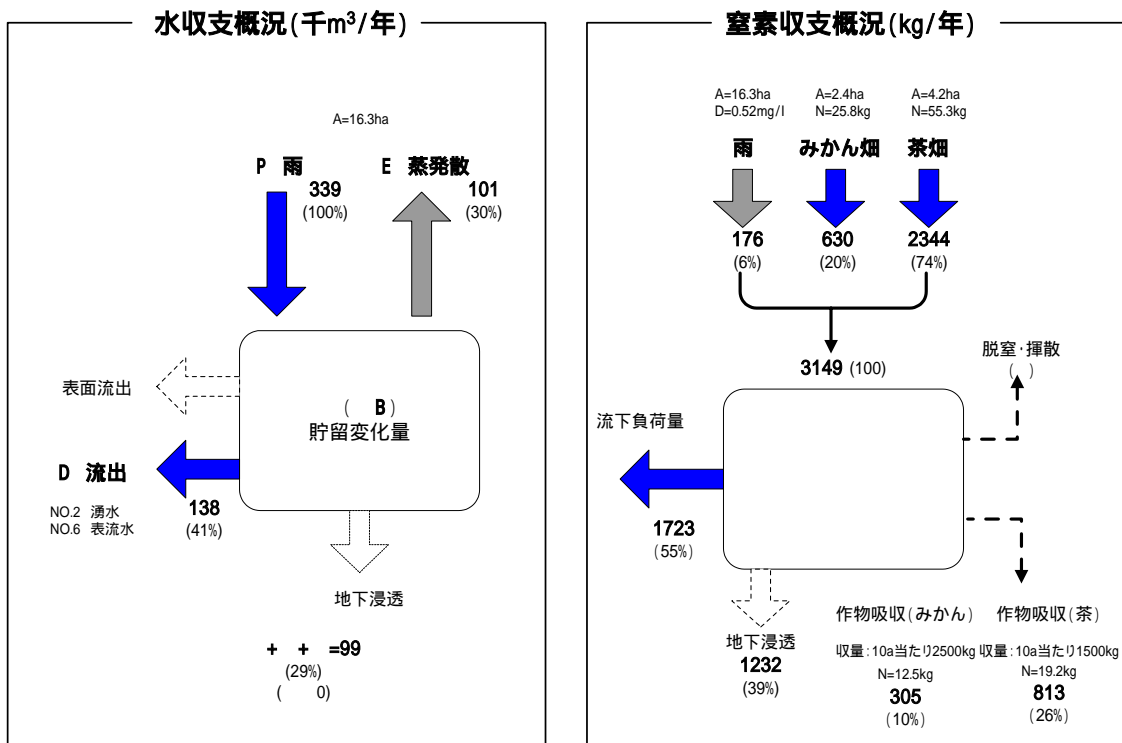 水収支概況(千m³/年)
A=16.3ha
P 雨
339
(100%)
E 蒸発散
101
(30%)
表面流出
( B)
貯留変化量
D 流出
NO.2 湧水
NO.6 表流水
138
(41%)
地下浸透
+ + =99
(29%)
( 0)
窒素収支概況(kg/年)
A=16.3ha
D=0.52mg/l
A=2.4ha
N=25.8kg
A=4.2ha
N=55.3kg
雨
みかん畑
茶畑
176
(6%)
630
(20%)
2344
(74%)
3149 (100)
脱窒・揮散
( )
流下負荷量
1723
(55%)
地下浸透
1232
(39%)
作物吸収(みかん)
収量:10a当たり2500kg
N=12.5kg
305
(10%)
作物吸収(茶)
収量:10a当たり1500kg
N=19.2kg
813
(26%)